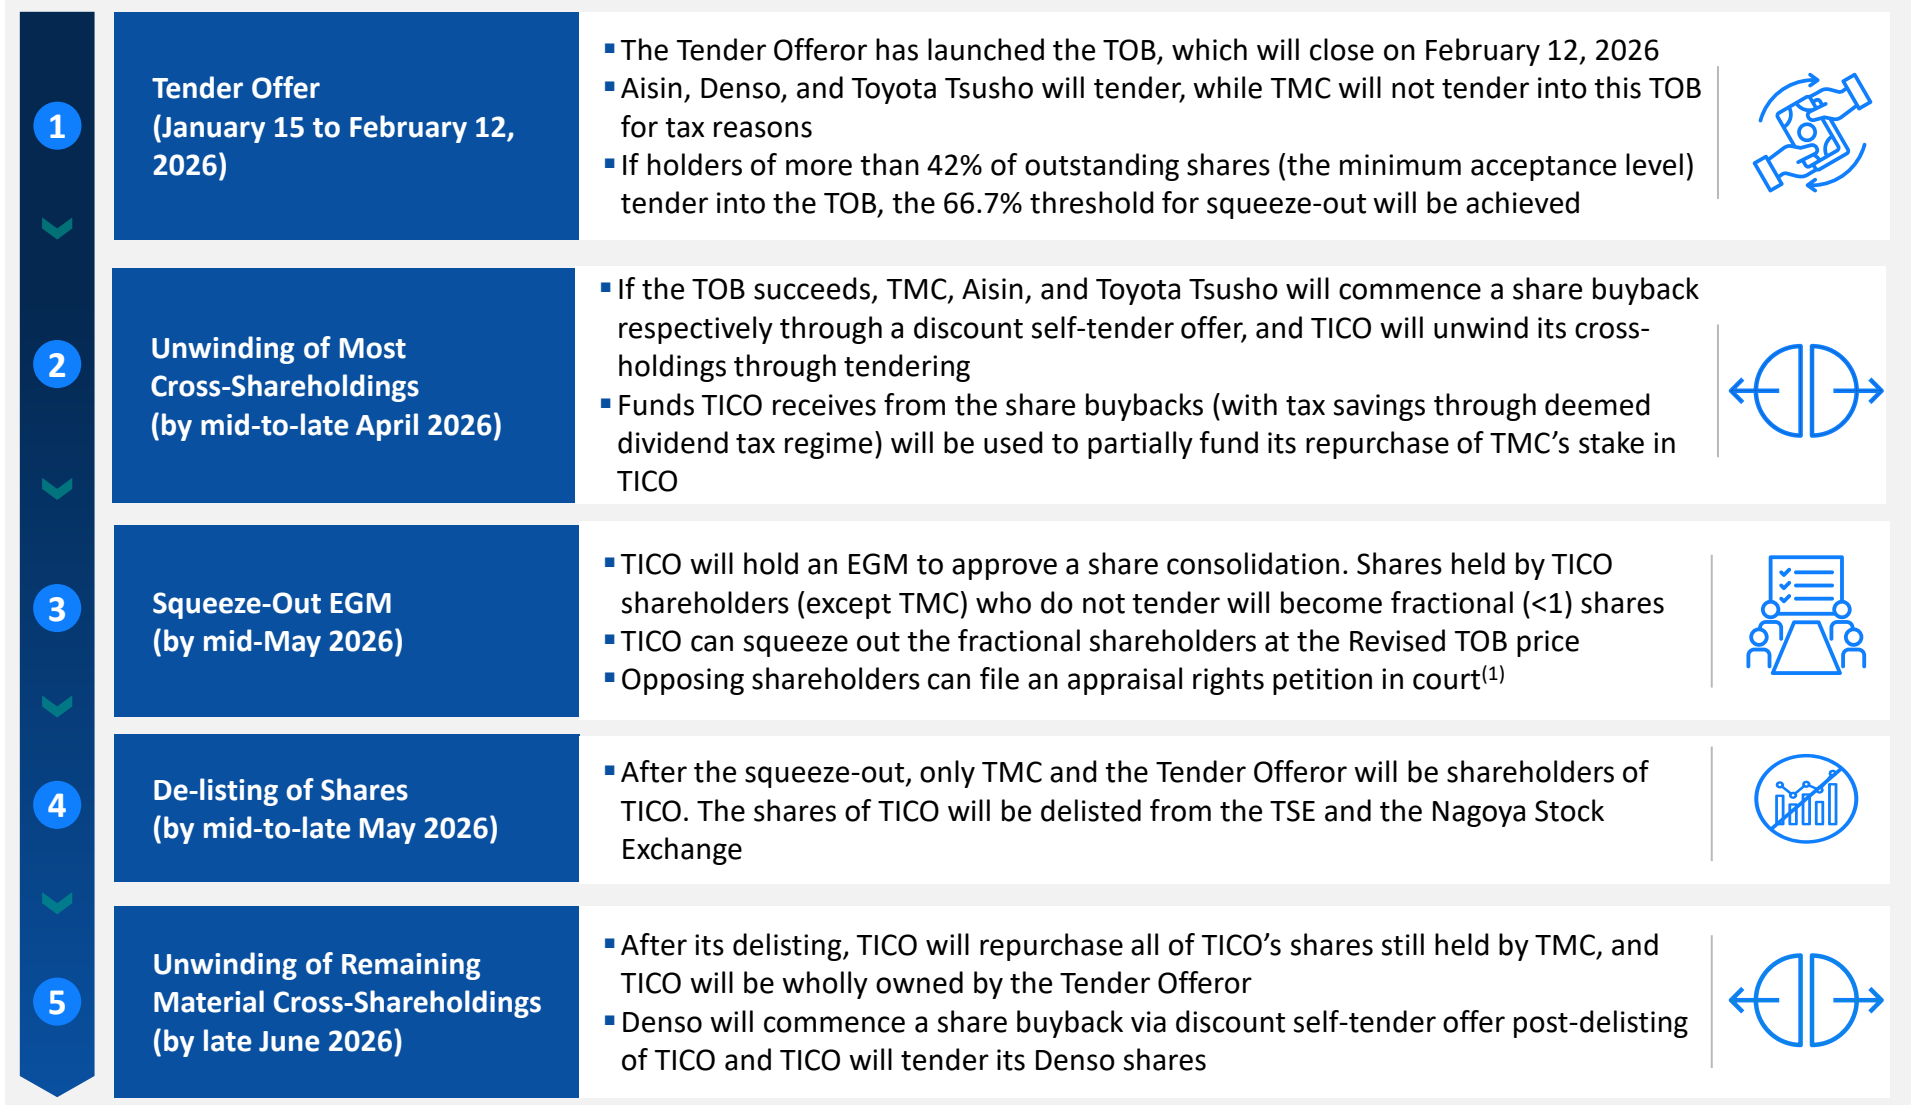 1
Tender Offer
(January 15 to February 12,
2026)
▪The Tender Offeror has launched the TOB, which will close on February 12, 2026
▪Aisin, Denso, and Toyota Tsusho will tender, while TMC will not tender into this TOB
for tax reasons
▪If holders of more than 42% of outstanding shares (the minimum acceptance level)
tender into the TOB, the 66.7% threshold for squeeze-out will be achieved
2
Unwinding of Most
Cross-Shareholdings
(by mid-to-late April 2026)
▪If the TOB succeeds, TMC, Aisin, and Toyota Tsusho will commence a share buyback
respectively through a discount self-tender offer, and TICO will unwind its cross-
holdings through tendering
▪Funds TICO receives from the share buybacks (with tax savings through deemed
dividend tax regime) will be used to partially fund its repurchase of TMC’s stake in
TICO
3
Squeeze-Out EGM
(by mid-May 2026)
▪TICO will hold an EGM to approve a share consolidation. Shares held by TICO
shareholders (except TMC) who do not tender will become fractional (<1) shares
▪TICO can squeeze out the fractional shareholders at the Revised TOB price
▪Opposing shareholders can file an appraisal rights petition in court(1)
4
De-listing of Shares
(by mid-to-late May 2026)
▪After the squeeze-out, only TMC and the Tender Offeror will be shareholders of
TICO. The shares of TICO will be delisted from the TSE and the Nagoya Stock
Exchange
5
Unwinding of Remaining
Material Cross-Shareholdings
(by late June 2026)
▪After its delisting, TICO will repurchase all of TICO’s shares still held by TMC, and
TICO will be wholly owned by the Tender Offeror
▪Denso will commence a share buyback via discount self-tender offer post-delisting
of TICO and TICO will tender its Denso shares